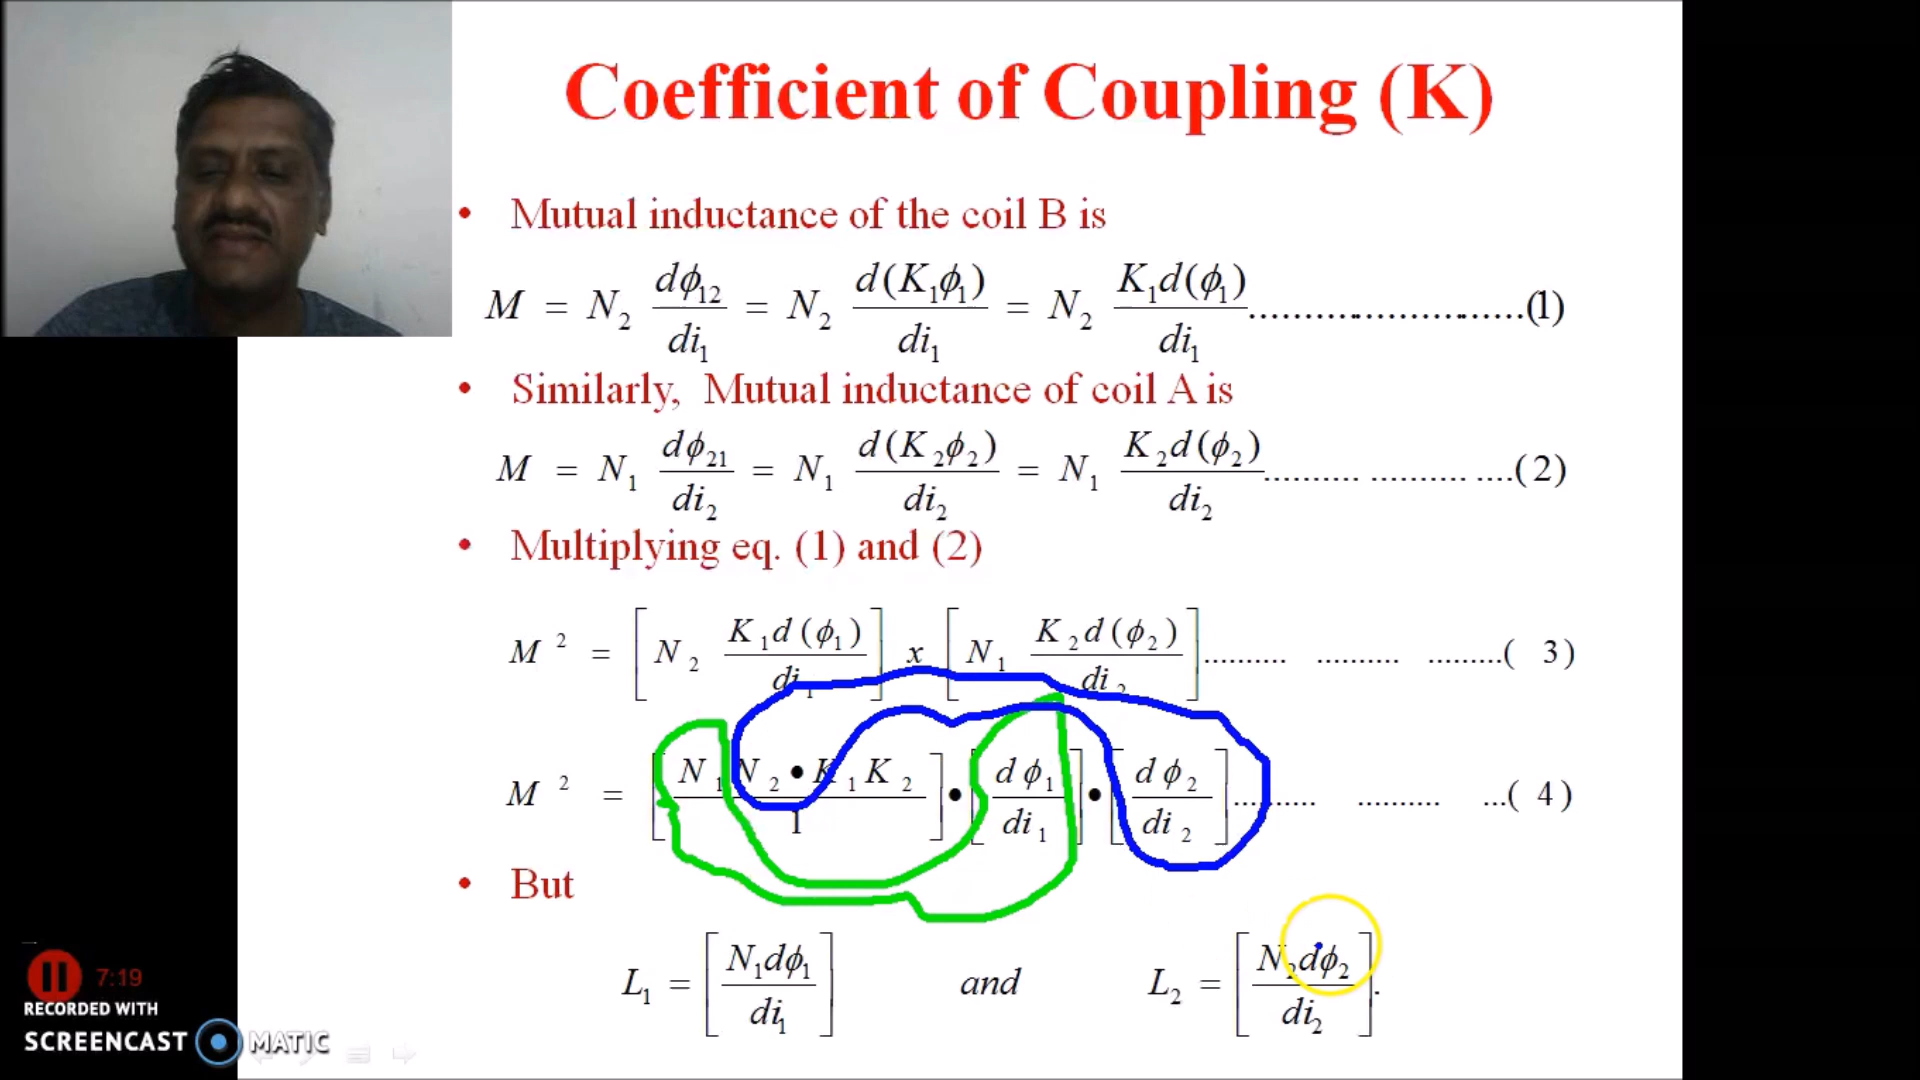 Coefficient of Coupling (K)
• Mutual inductance of the coil B is
M = N₂ dϕ₁₂/di₁ = N₂ d(K₁ϕ₁)/di₁ = N₂ K₁d(ϕ₁)/di₁ ..............................(1)
• Similarly, Mutual inductance of coil A is
M = N₁ dϕ₂₁/di₂ = N₁ d(K₂ϕ₂)/di₂ = N₁ K₂d(ϕ₂)/di₂ ......... .......... ....(2)
• Multiplying eq. (1) and (2)
M² = [N₂ K₁d(ϕ₁)/di₁] x [N₁ K₂d(ϕ₂)/di₂] .......... .......... .........(3)
M² = [N₁N₂•K₁K₂/1]•[dϕ₁/di₁]•[dϕ₂/di₂] .......... .......... ...(4)
• But
L₁ = [N₁dϕ₁/di₁] and L₂ = [N₂dϕ₂/di₂].
7:19
RECORDED WITH
SCREENCAST MATIC